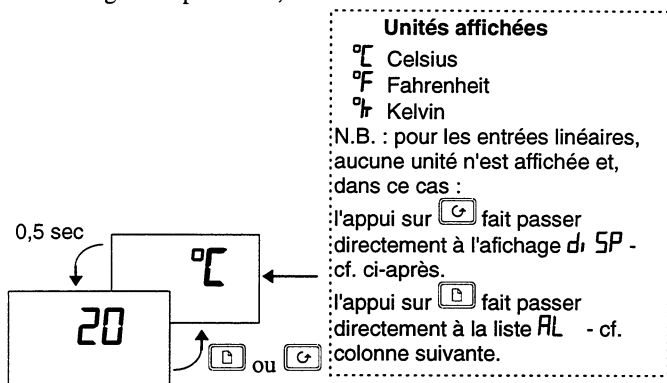 Unités affichées
°C Celsius
°F Fahrenheit
°k Kelvin
N.B. : pour les entrées linéaires,
aucune unité n'est affichée et,
dans ce cas :
l'appui sur fait passer
directement à l'afichage di SP -
cf. ci-après.
l'appui sur fait passer
directement à la liste AL - cf.
colonne suivante.
0,5 sec
°C
20
ou